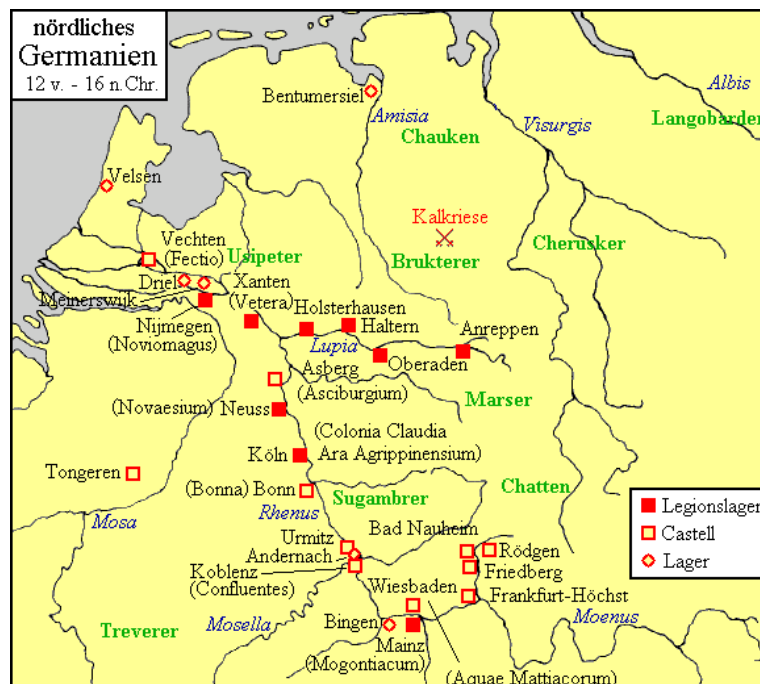 nördliches
Germanien
12 v. - 16 n.Chr.
Albis
Bentumersiel
Amisia
Visurgis
Langobarden
Chauken
Velsen
Kalkriese
Vechten
(Fectio)
Usipeter
Cherusker
Brukterer
Driel
Xanten
(Vetera)
Meinerswijk
Holsterhausen
Haltern
Nijmegen
(Noviomagus)
Anreppen
Lupia
Oberaden
Asberg
(Asciburgium)
Marser
(Novaesium) Neuss
(Colonia Claudia
Ara Agrippinensium)
Köln
Tongeren
(Bonna) Bonn
Sugambrer
Chatten
Mosa
Rhenus
Legionslager
Castell
Lager
Urmitz
Bad Nauheim
Andernach
Rödgen
Koblenz
(Confluentes)
Friedberg
Wiesbaden
Frankfurt-Höchst
Treverer
Mosella
Bingen
Moenus
Mainz
(Mogontiacum)
(Aquae Mattiacorum)